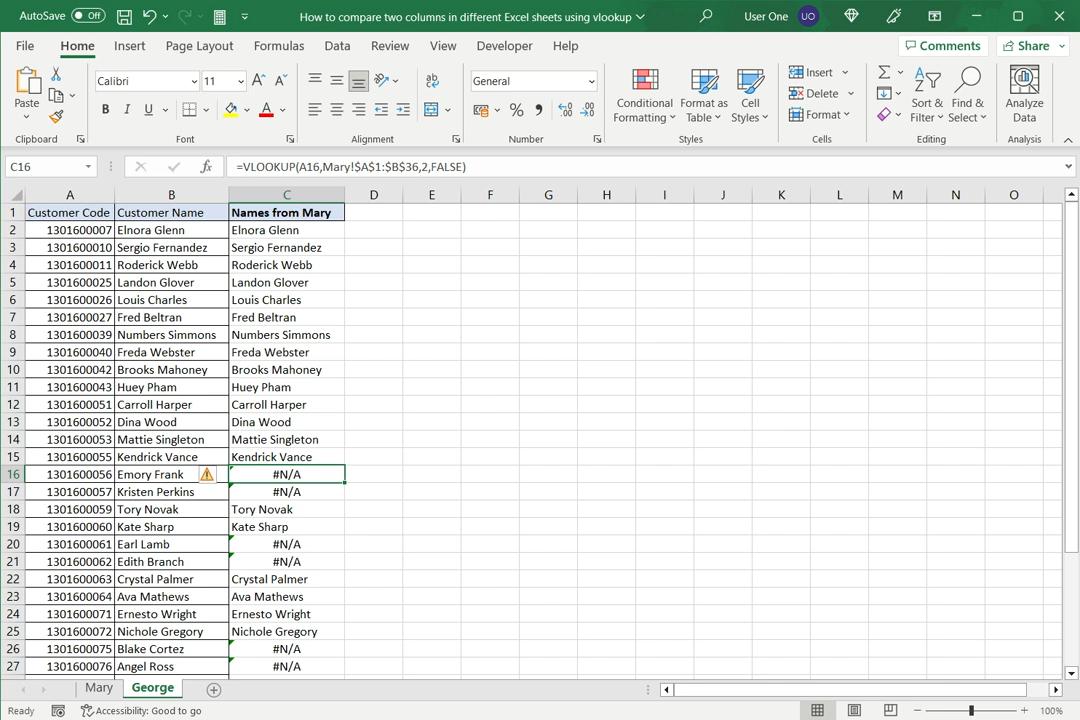 AutoSave Off How to compare two columns in different Excel sheets using vlookup User One UO
File Home Insert Page Layout Formulas Data Review View Developer Help Comments Share
Paste Calibri 11 A A ab General Conditional Formatting Format as Table Cell Styles Insert Delete Format Sort & Filter Find & Select Analyze Data
B I U A % 
Clipboard Font Alignment Number Styles Cells Editing Analysis
C16 fx =VLOOKUP(A16,Mary!$A$1:$B$36,2,FALSE)
A B C D E F G H I J K L M N O
1 Customer Code Customer Name Names from Mary
2 1301600007 Elnora Glenn Elnora Glenn
3 1301600010 Sergio Fernandez Sergio Fernandez
4 1301600011 Roderick Webb Roderick Webb
5 1301600025 Landon Glover Landon Glover
6 1301600026 Louis Charles Louis Charles
7 1301600027 Fred Beltran Fred Beltran
8 1301600039 Numbers Simmons Numbers Simmons
9 1301600040 Freda Webster Freda Webster
10 1301600042 Brooks Mahoney Brooks Mahoney
11 1301600043 Huey Pham Huey Pham
12 1301600051 Carroll Harper Carroll Harper
13 1301600052 Dina Wood Dina Wood
14 1301600053 Mattie Singleton Mattie Singleton
15 1301600055 Kendrick Vance Kendrick Vance
16 1301600056 Emory Frank #N/A
17 1301600057 Kristen Perkins #N/A
18 1301600059 Tory Novak Tory Novak
19 1301600060 Kate Sharp Kate Sharp
20 1301600061 Earl Lamb #N/A
21 1301600062 Edith Branch #N/A
22 1301600063 Crystal Palmer Crystal Palmer
23 1301600064 Ava Mathews Ava Mathews
24 1301600071 Ernesto Wright Ernesto Wright
25 1301600072 Nichole Gregory Nichole Gregory
26 1301600075 Blake Cortez #N/A
27 1301600076 Angel Ross #N/A
Mary George
Ready Accessibility: Good to go 100%